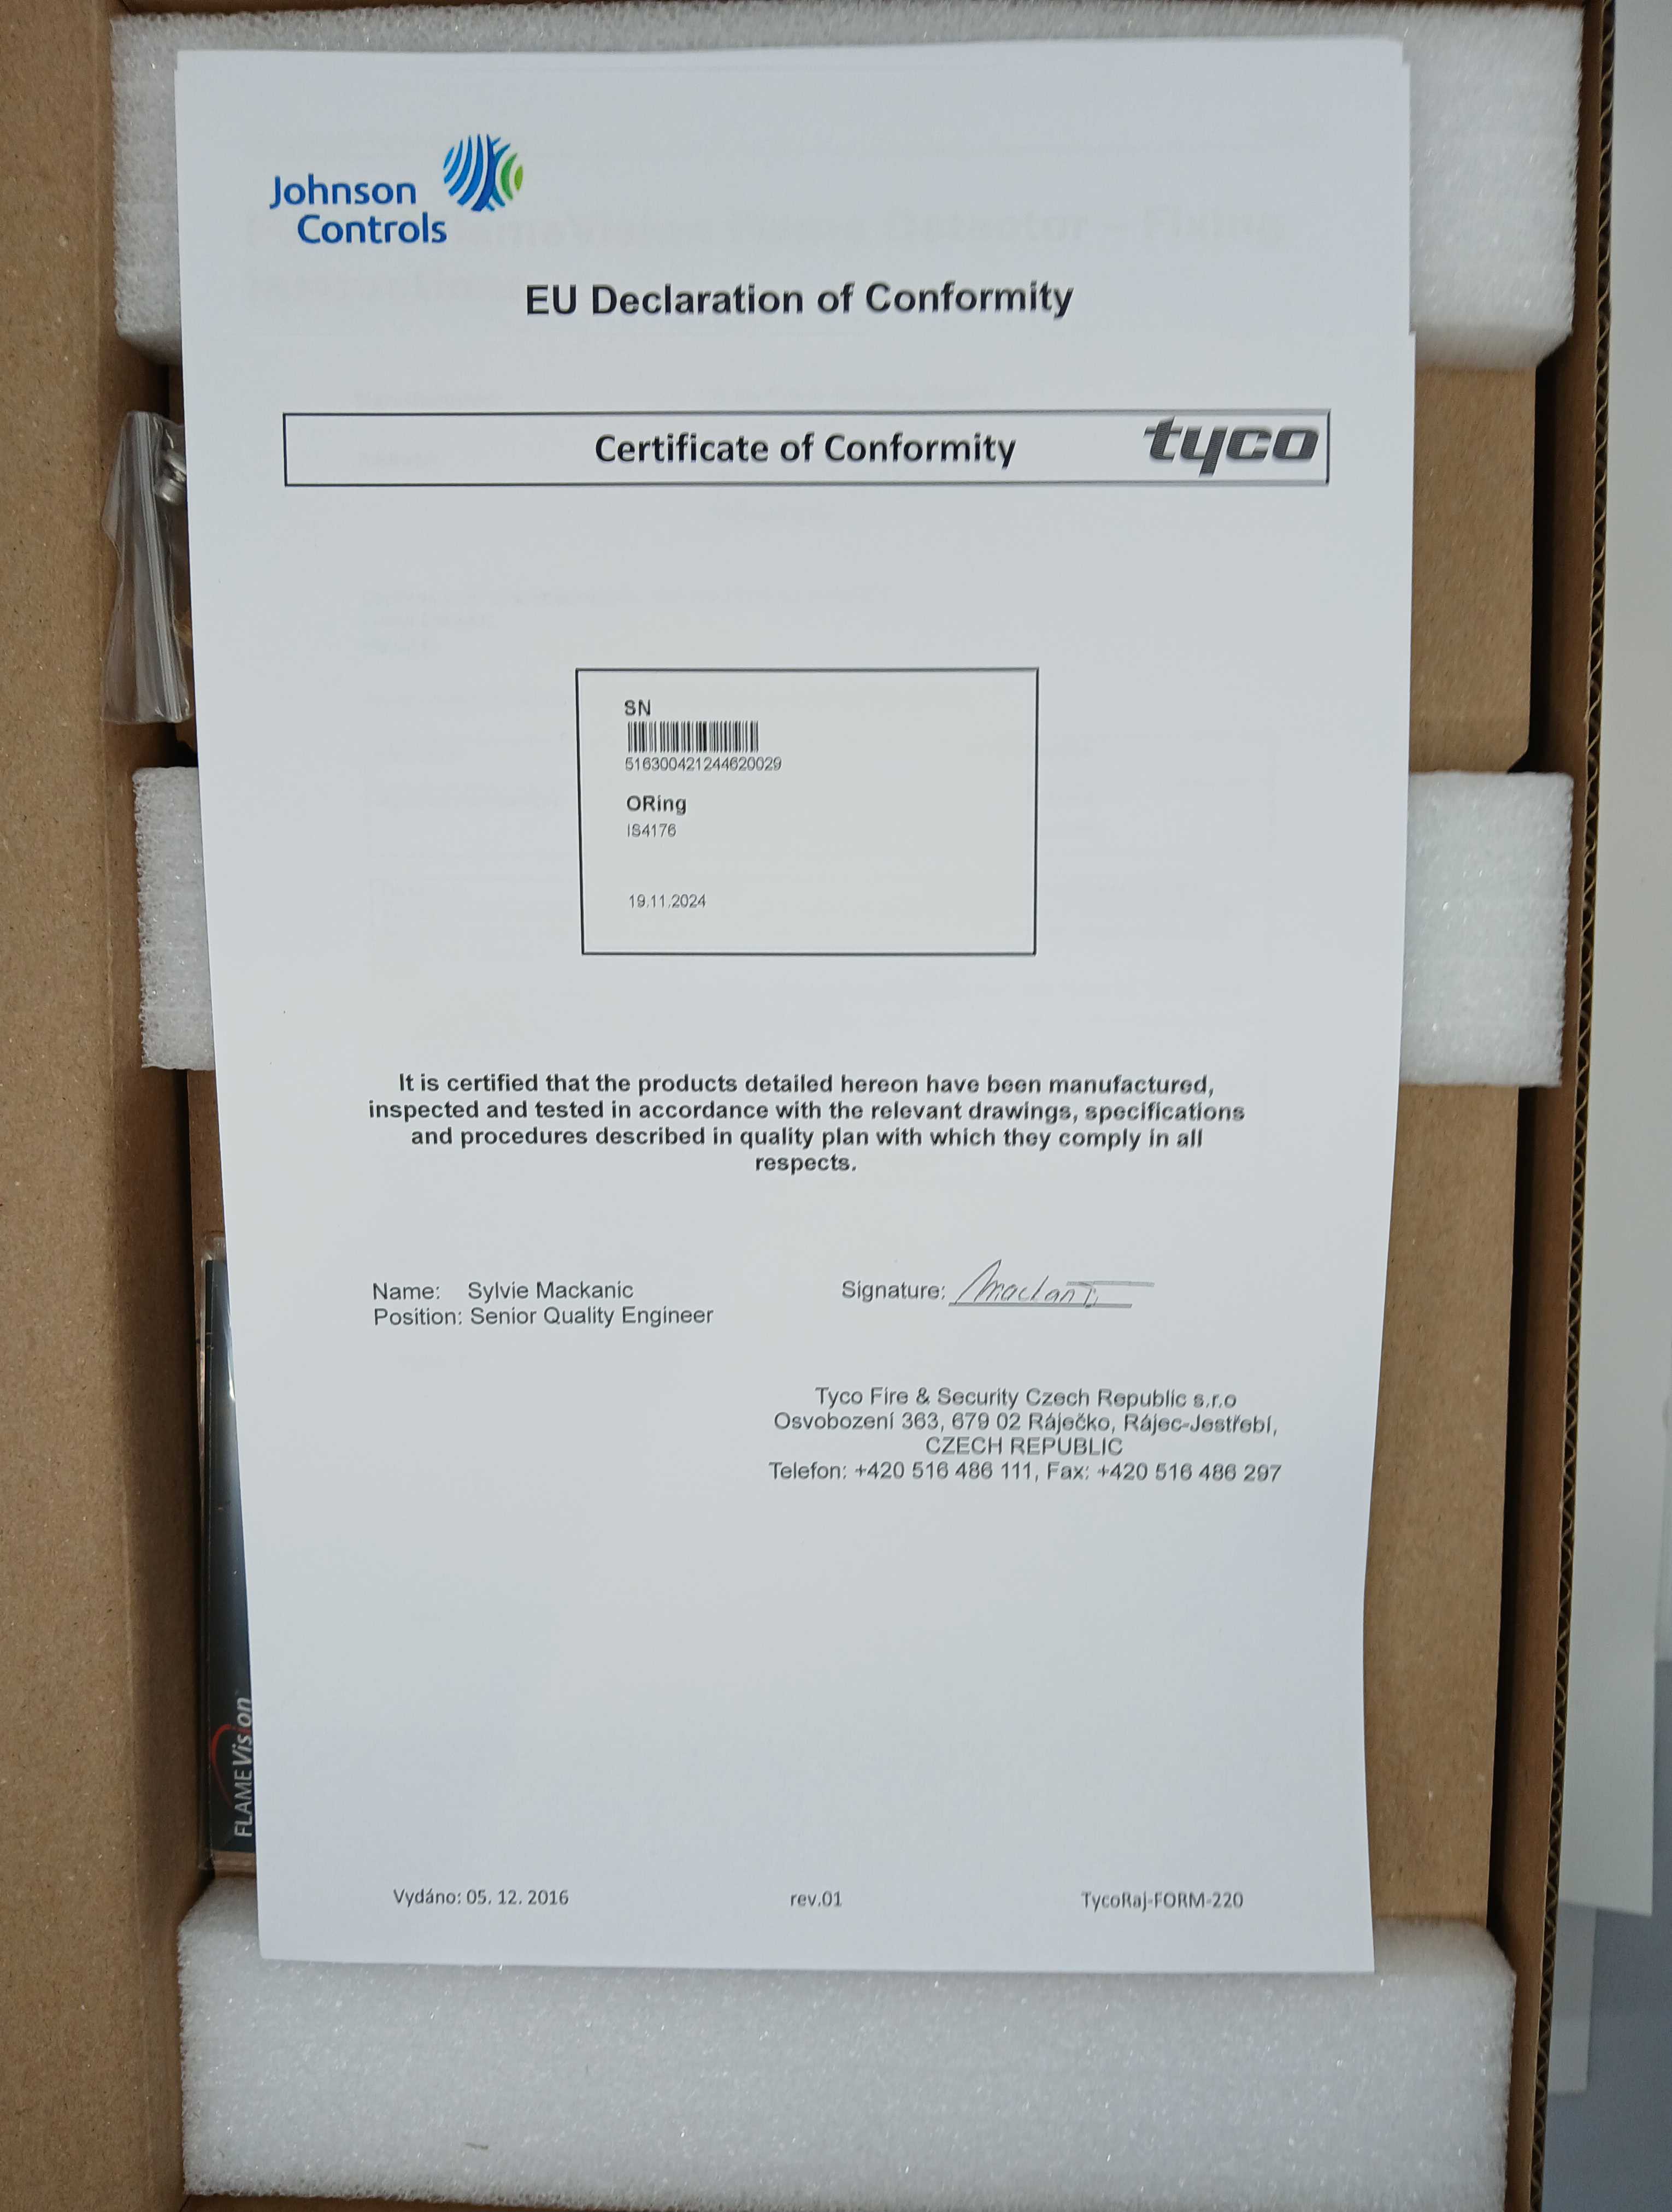 Johnson
Controls
EU Declaration of Conformity
Certificate of Conformity
tyco
SN
516300421244620029
ORing
IS4176
19.11.2024
It is certified that the products detailed hereon have been manufactured,
inspected and tested in accordance with the relevant drawings, specifications
and procedures described in quality plan with which they comply in all
respects.
Name: Sylvie Mackanic
Position: Senior Quality Engineer
Signature:
Tyco Fire & Security Czech Republic s.r.o
Osvobození 363, 679 02 Ráječko, Rájec-Jestřebí,
CZECH REPUBLIC
Telefon: +420 516 486 111, Fax: +420 516 486 297
FLAMEVision
Vydáno: 05. 12. 2016
rev.01
TycoRaj-FORM-220